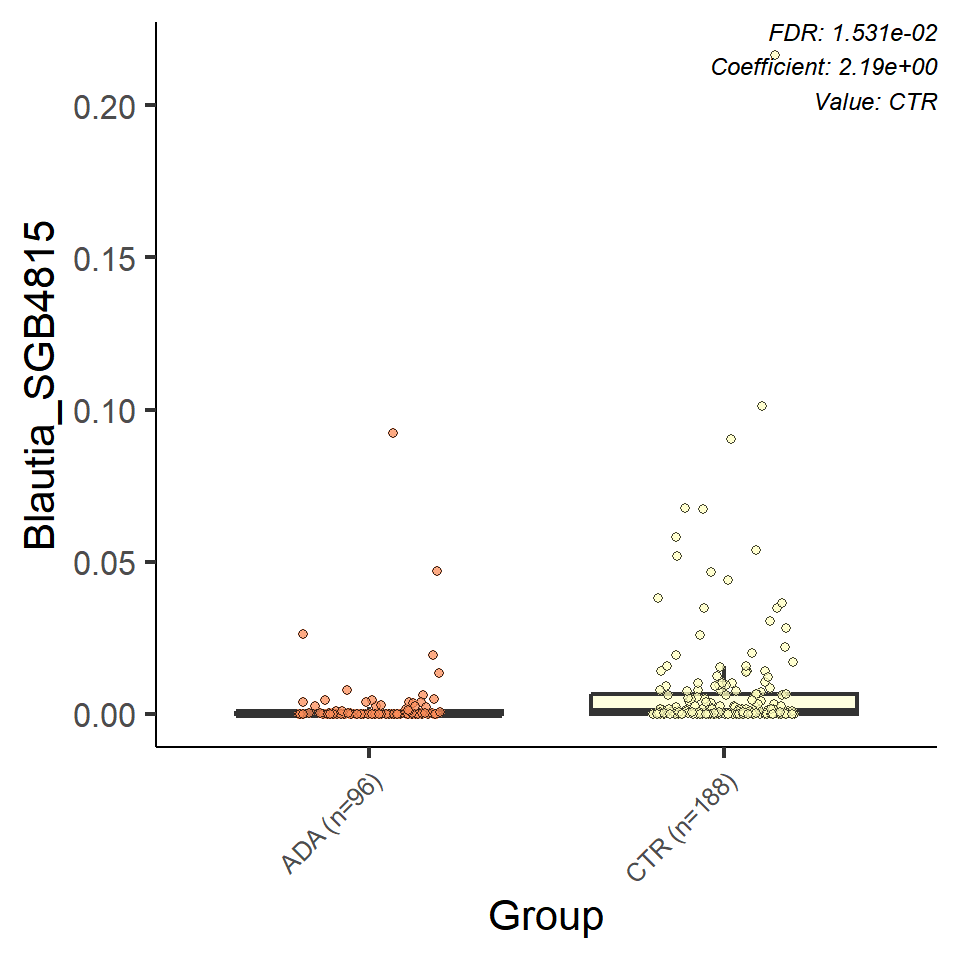 FDR: 1.531e-02
Coefficient: 2.19e+00
Value: CTR
Blautia_SGB4815
0.20
0.15
0.10
0.05
0.00
ADA (n=96)
CTR (n=188)
Group